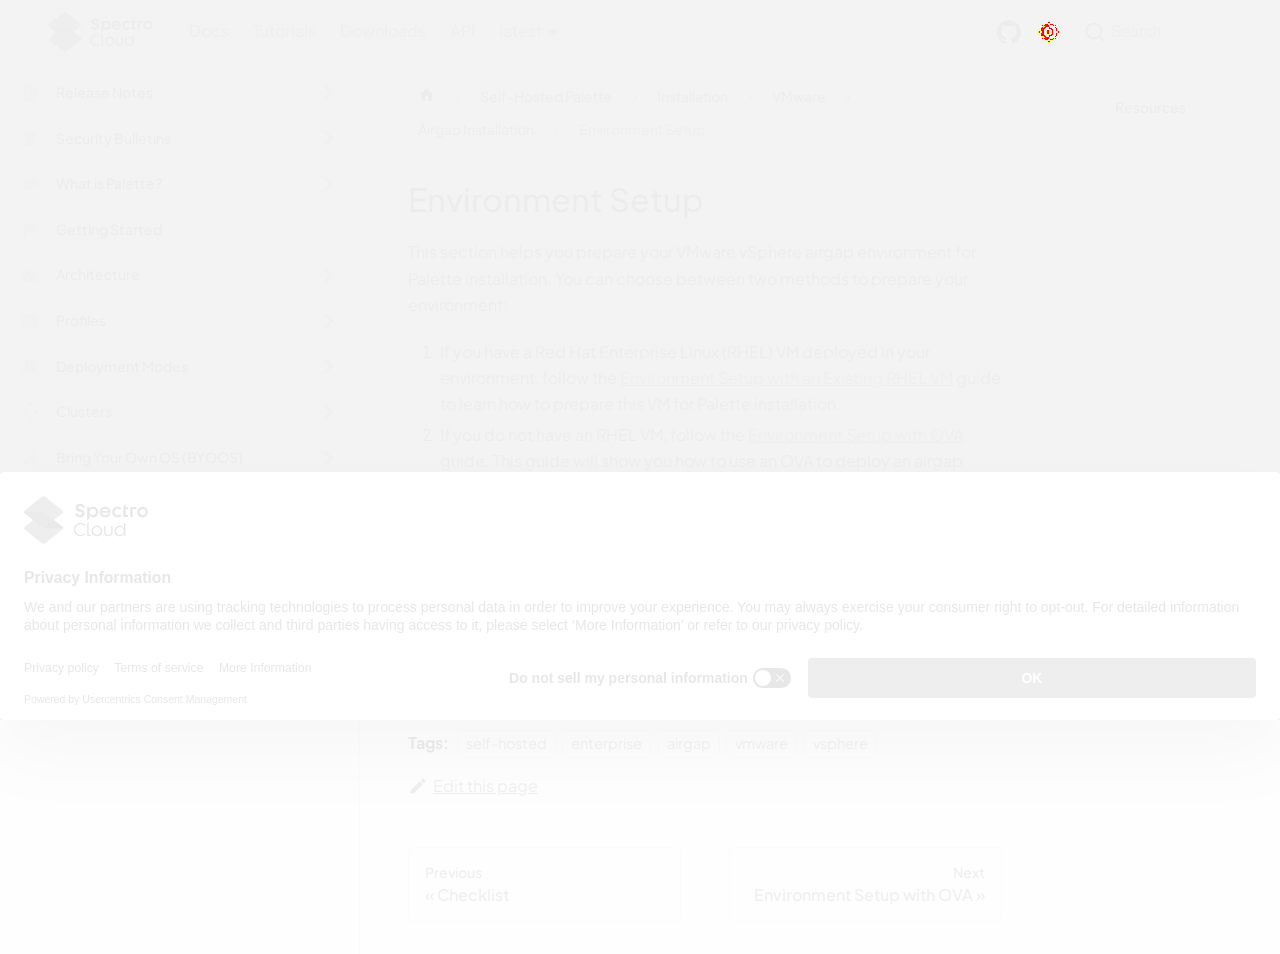 Spectro Cloud
Docs Tutorials Downloads API latest
Search
Release Notes
Security Bulletins
What is Palette?
Getting Started
Architecture
Profiles
Deployment Modes
Clusters
Bring Your Own OS (BYOOS)
Self-Hosted Palette Installation VMware
Airgap Installation Environment Setup
Resources
Environment Setup
This section helps you prepare your VMware vSphere airgap environment for
Palette installation. You can choose between two methods to prepare your
environment.
1. If you have a Red Hat Enterprise Linux (RHEL) VM deployed in your
environment, follow the Environment Setup with an Existing RHEL VM guide
to learn how to prepare this VM for Palette installation.
2. If you do not have an RHEL VM, follow the Environment Setup with OVA
guide. This guide will show you how to use an OVA to deploy an airgap
Spectro
Cloud
Privacy Information
We and our partners are using tracking technologies to process personal data in order to improve your experience. You may always exercise your consumer right to opt-out. For detailed information
about personal information we collect and third parties having access to it, please select ‘More Information’ or refer to our privacy policy.
Privacy policy Terms of service More Information
Do not sell my personal information
OK
Powered by Usercentrics Consent Management
Tags: self-hosted enterprise airgap vmware vsphere
Edit this page
Previous
« Checklist
Next
Environment Setup with OVA »